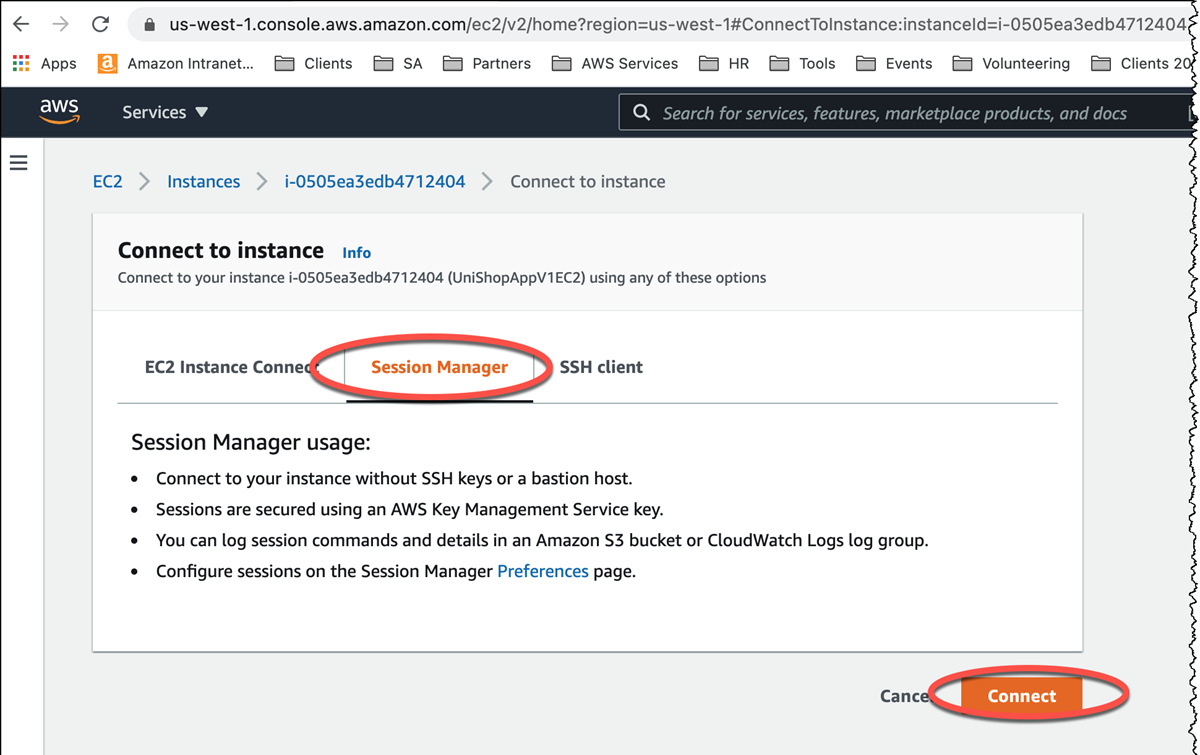 us-west-1.console.aws.amazon.com/ec2/v2/home?region=us-west-1#ConnectToInstance:instanceId=i-0505ea3edb4712404
Apps Amazon Intranet... Clients SA Partners AWS Services HR Tools Events Volunteering Clients 20
aws Services Search for services, features, marketplace products, and docs
EC2 Instances i-0505ea3edb4712404 Connect to instance
Connect to instance Info
Connect to your instance i-0505ea3edb4712404 (UniShopAppV1EC2) using any of these options
EC2 Instance Connect Session Manager SSH client
Session Manager usage:
• Connect to your instance without SSH keys or a bastion host.
• Sessions are secured using an AWS Key Management Service key.
• You can log session commands and details in an Amazon S3 bucket or CloudWatch Logs log group.
• Configure sessions on the Session Manager Preferences page.
Cancel Connect